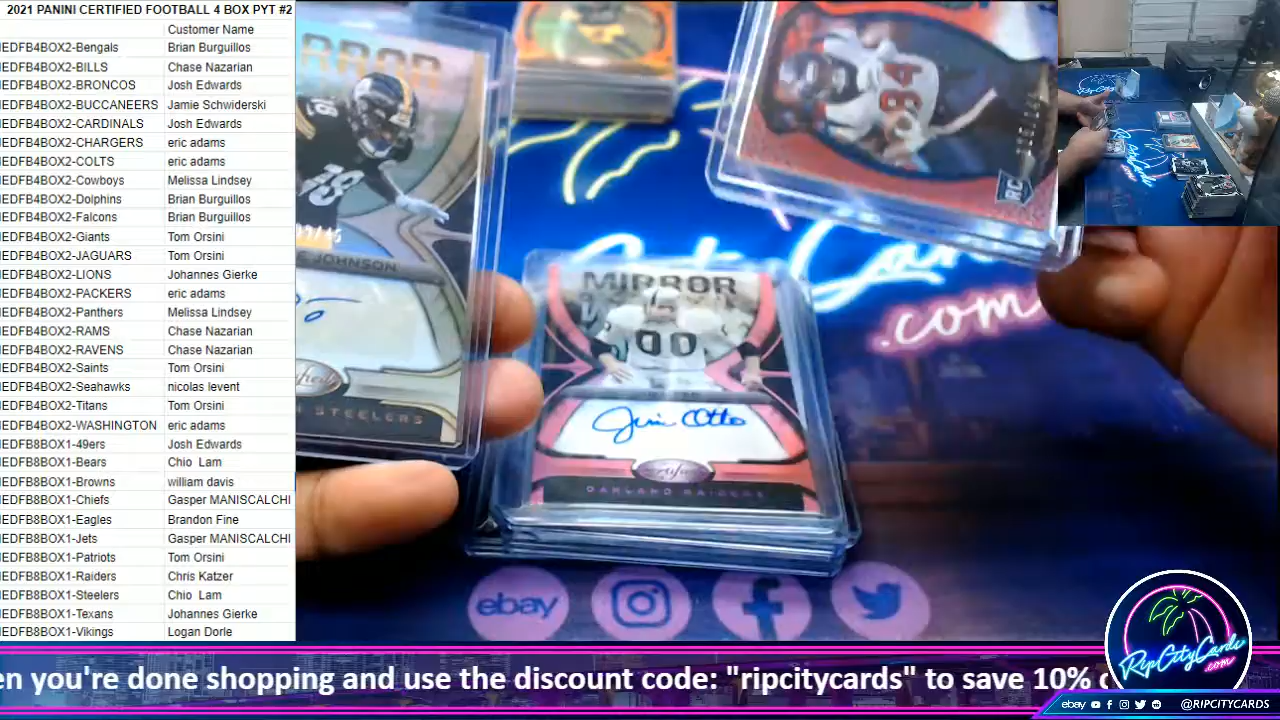 2021 PANINI CERTIFIED FOOTBALL 4 BOX PYT #2
Customer Name
IEDFB4BOX2-Bengals Brian Burguillos
IEDFB4BOX2-BILLS Chase Nazarian
IEDFB4BOX2-BRONCOS Josh Edwards
IEDFB4BOX2-BUCCANEERS Jamie Schwiderski
IEDFB4BOX2-CARDINALS Josh Edwards
IEDFB4BOX2-CHARGERS eric adams
IEDFB4BOX2-COLTS eric adams
IEDFB4BOX2-Cowboys Melissa Lindsey
IEDFB4BOX2-Dolphins Brian Burguillos
IEDFB4BOX2-Falcons Brian Burguillos
IEDFB4BOX2-Giants Tom Orsini
IEDFB4BOX2-JAGUARS Tom Orsini
IEDFB4BOX2-LIONS Johannes Gierke
IEDFB4BOX2-PACKERS eric adams
IEDFB4BOX2-Panthers Melissa Lindsey
IEDFB4BOX2-RAMS Chase Nazarian
IEDFB4BOX2-RAVENS Chase Nazarian
IEDFB4BOX2-Saints Tom Orsini
IEDFB4BOX2-Seahawks nicolas levent
IEDFB4BOX2-Titans Tom Orsini
IEDFB4BOX2-WASHINGTON eric adams
IEDFB8BOX1-49ers Josh Edwards
IEDFB8BOX1-Bears Chio Lam
IEDFB8BOX1-Browns william davis
IEDFB8BOX1-Chiefs Gasper MANISCALCHI
IEDFB8BOX1-Eagles Brandon Fine
IEDFB8BOX1-Jets Gasper MANISCALCHI
IEDFB8BOX1-Patriots Tom Orsini
IEDFB8BOX1-Raiders Chris Katzer
IEDFB8BOX1-Steelers Chio Lam
IEDFB8BOX1-Texans Johannes Gierke
IEDFB8BOX1-Vikings Logan Dorle
JOHNSON
STEELERS
84
RC
.com
MIRROR
00
Jim Otto
Certified
OAKLAND RAIDERS
ebay
RipCityCards
.com
en you're done shopping and use the discount code: "ripcitycards" to save 10%
ebay @RIPCITYCARDS